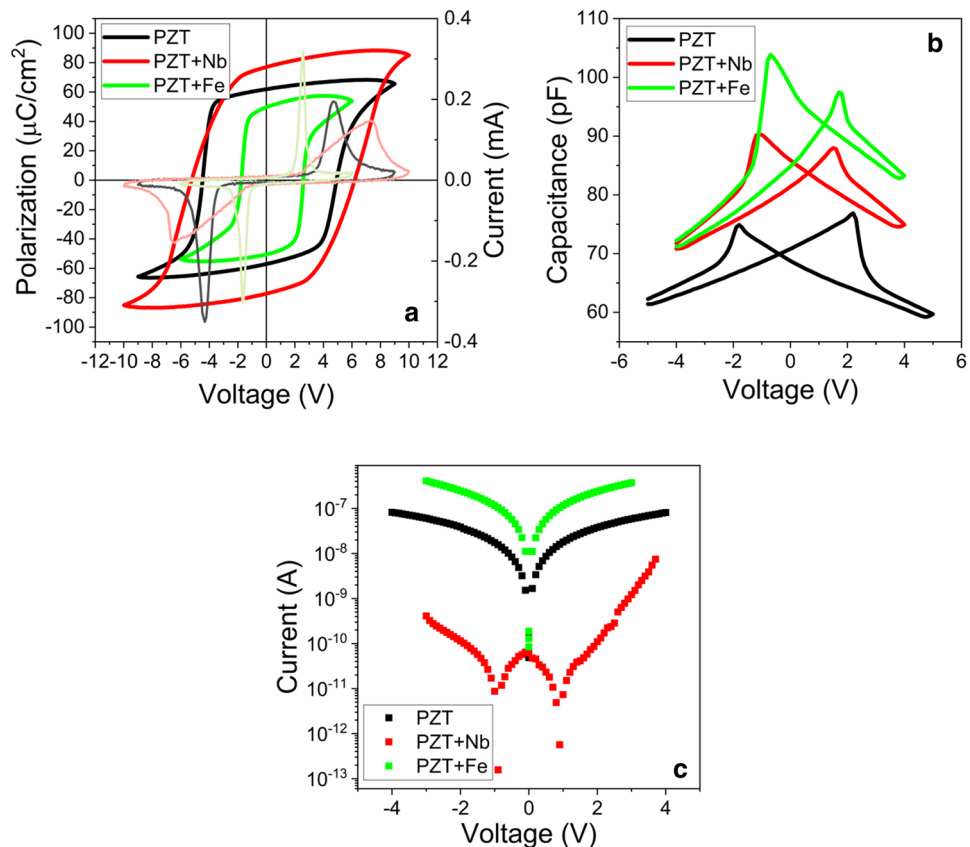 a
PZT
PZT+Nb
PZT+Fe
Polarization (μC/cm²)
100
80
60
40
20
0
-20
-40
-60
-80
-100
0.4
0.2
0.0
-0.2
-0.4
Current (mA)
-12 -10 -8 -6 -4 -2 0 2 4 6 8 10 12
Voltage (V)
b
PZT
PZT+Nb
PZT+Fe
Capacitance (pF)
110
100
90
80
70
60
-6 -4 -2 0 2 4 6
Voltage (V)
Current (A)
10⁻⁷
10⁻⁸
10⁻⁹
10⁻¹⁰
10⁻¹¹
10⁻¹²
10⁻¹³
PZT
PZT+Nb
PZT+Fe
c
-4 -2 0 2 4
Voltage (V)